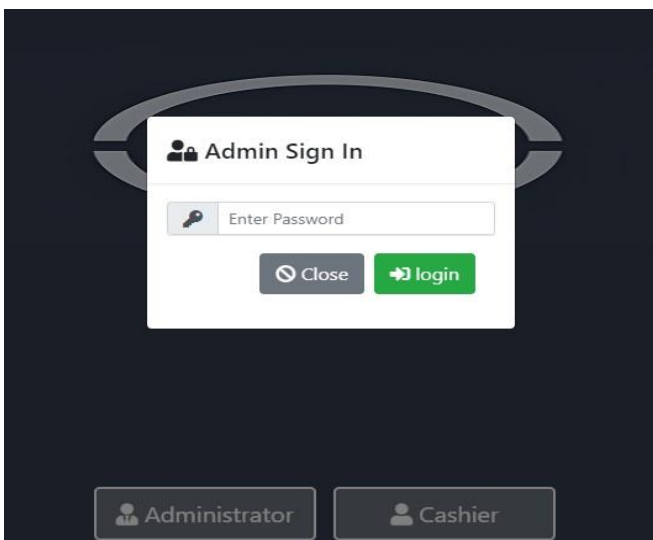 Admin Sign In
Enter Password
Close login
Administrator Cashier